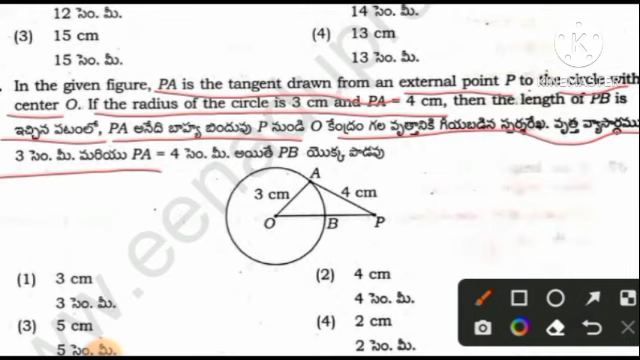 12 సెం. మీ.
14 సెం. మీ.
(3) 15 cm
(4) 13 cm
15 సెం. మీ.
13 సెం. మీ.
In the given figure, PA is the tangent drawn from an external point P to the circle with
center O. If the radius of the circle is 3 cm and PA = 4 cm, then the length of PB is
ఇచ్చిన పటంలో, PA అనేది బాహ్య బిందువు P నుండి O కేంద్రం గల వృత్తానికి గీయబడిన స్పర్శరేఖ. వృత్త వ్యాసార్ధము
3 సెం. మీ. మరియు PA = 4 సెం. మీ. అయితే PB యొక్క పొడవు
A
3 cm
4 cm
O
B
P
(1) 3 cm
(2) 4 cm
3 సెం. మీ.
4 సెం. మీ.
(3) 5 cm
(4) 2 cm
5 సెం. మీ.
2 సెం. మీ.